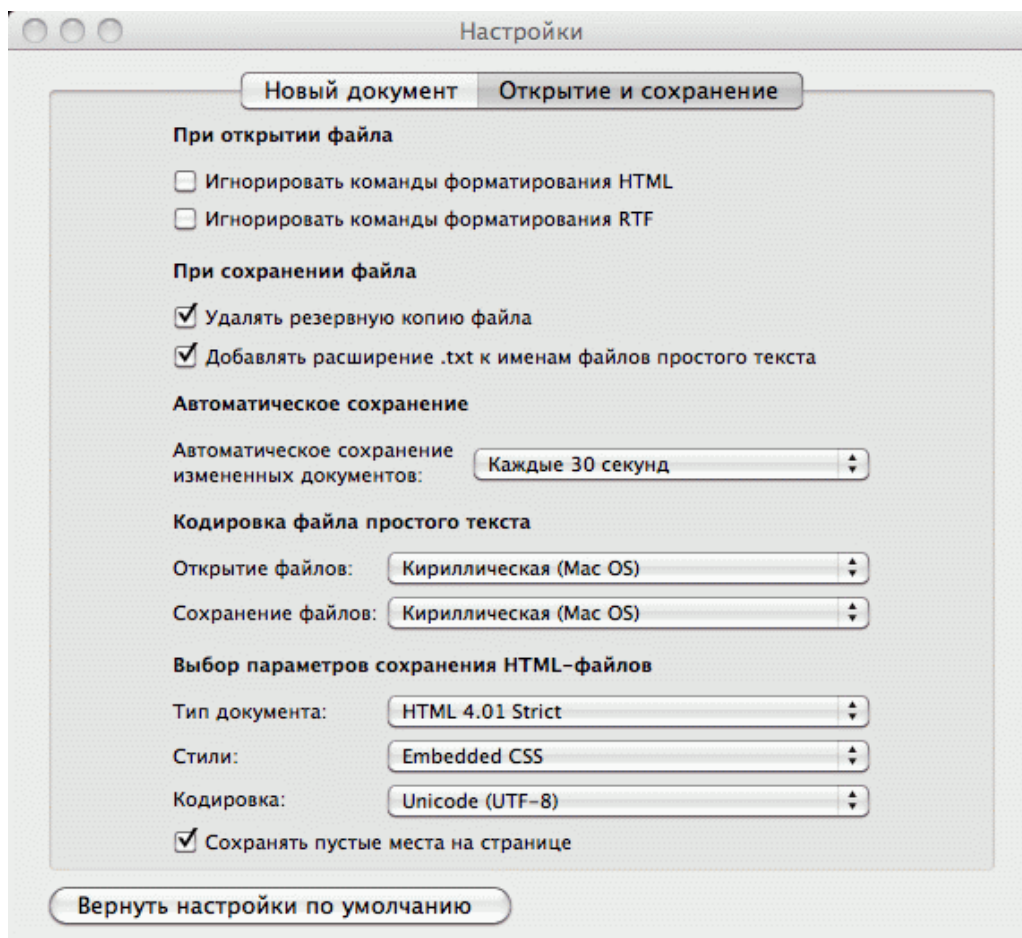 Настройки
Новый документ Открытие и сохранение
При открытии файла
Игнорировать команды форматирования HTML
Игнорировать команды форматирования RTF
При сохранении файла
Удалять резервную копию файла
Добавлять расширение .txt к именам файлов простого текста
Автоматическое сохранение
Автоматическое сохранение
измененных документов: Каждые 30 секунд
Кодировка файла простого текста
Открытие файлов: Кириллическая (Mac OS)
Сохранение файлов: Кириллическая (Mac OS)
Выбор параметров сохранения HTML-файлов
Тип документа: HTML 4.01 Strict
Стили: Embedded CSS
Кодировка: Unicode (UTF-8)
Сохранять пустые места на странице
Вернуть настройки по умолчанию